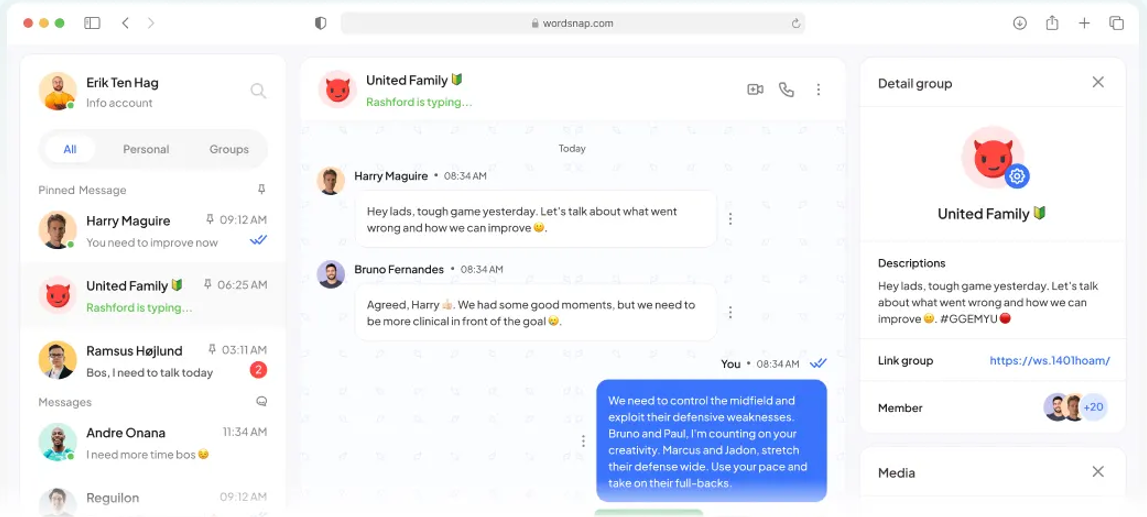 wordsnap.com
Erik Ten Hag
Info account
All Personal Groups
Pinned Message
Harry Maguire 09:12 AM
You need to improve now
United Family🔰 06:25 AM
Rashford is typing...
Ramsus Højlund 03:11 AM
Bos, I need to talk today 2
Messages
Andre Onana 11:34 AM
I need more time bos😔
Reguilon 09:12 AM
United Family🔰
Rashford is typing...
Today
Harry Maguire • 08:34 AM
Hey lads, tough game yesterday. Let's talk about what went
wrong and how we can improve 😊.
Bruno Fernandes • 08:34 AM
Agreed, Harry👍🏻. We had some good moments, but we need to
be more clinical in front of the goal😔.
You • 08:34 AM
We need to control the midfield and
exploit their defensive weaknesses.
Bruno and Paul, I'm counting on your
creativity. Marcus and Jadon, stretch
their defense wide. Use your pace and
take on their full-backs.
Detail group
United Family🔰
Descriptions
Hey lads, tough game yesterday. Let's talk
about what went wrong and how we can
improve😊. #GGEMYU🔴
Link group https://ws.1401hoam/
Member +20
Media